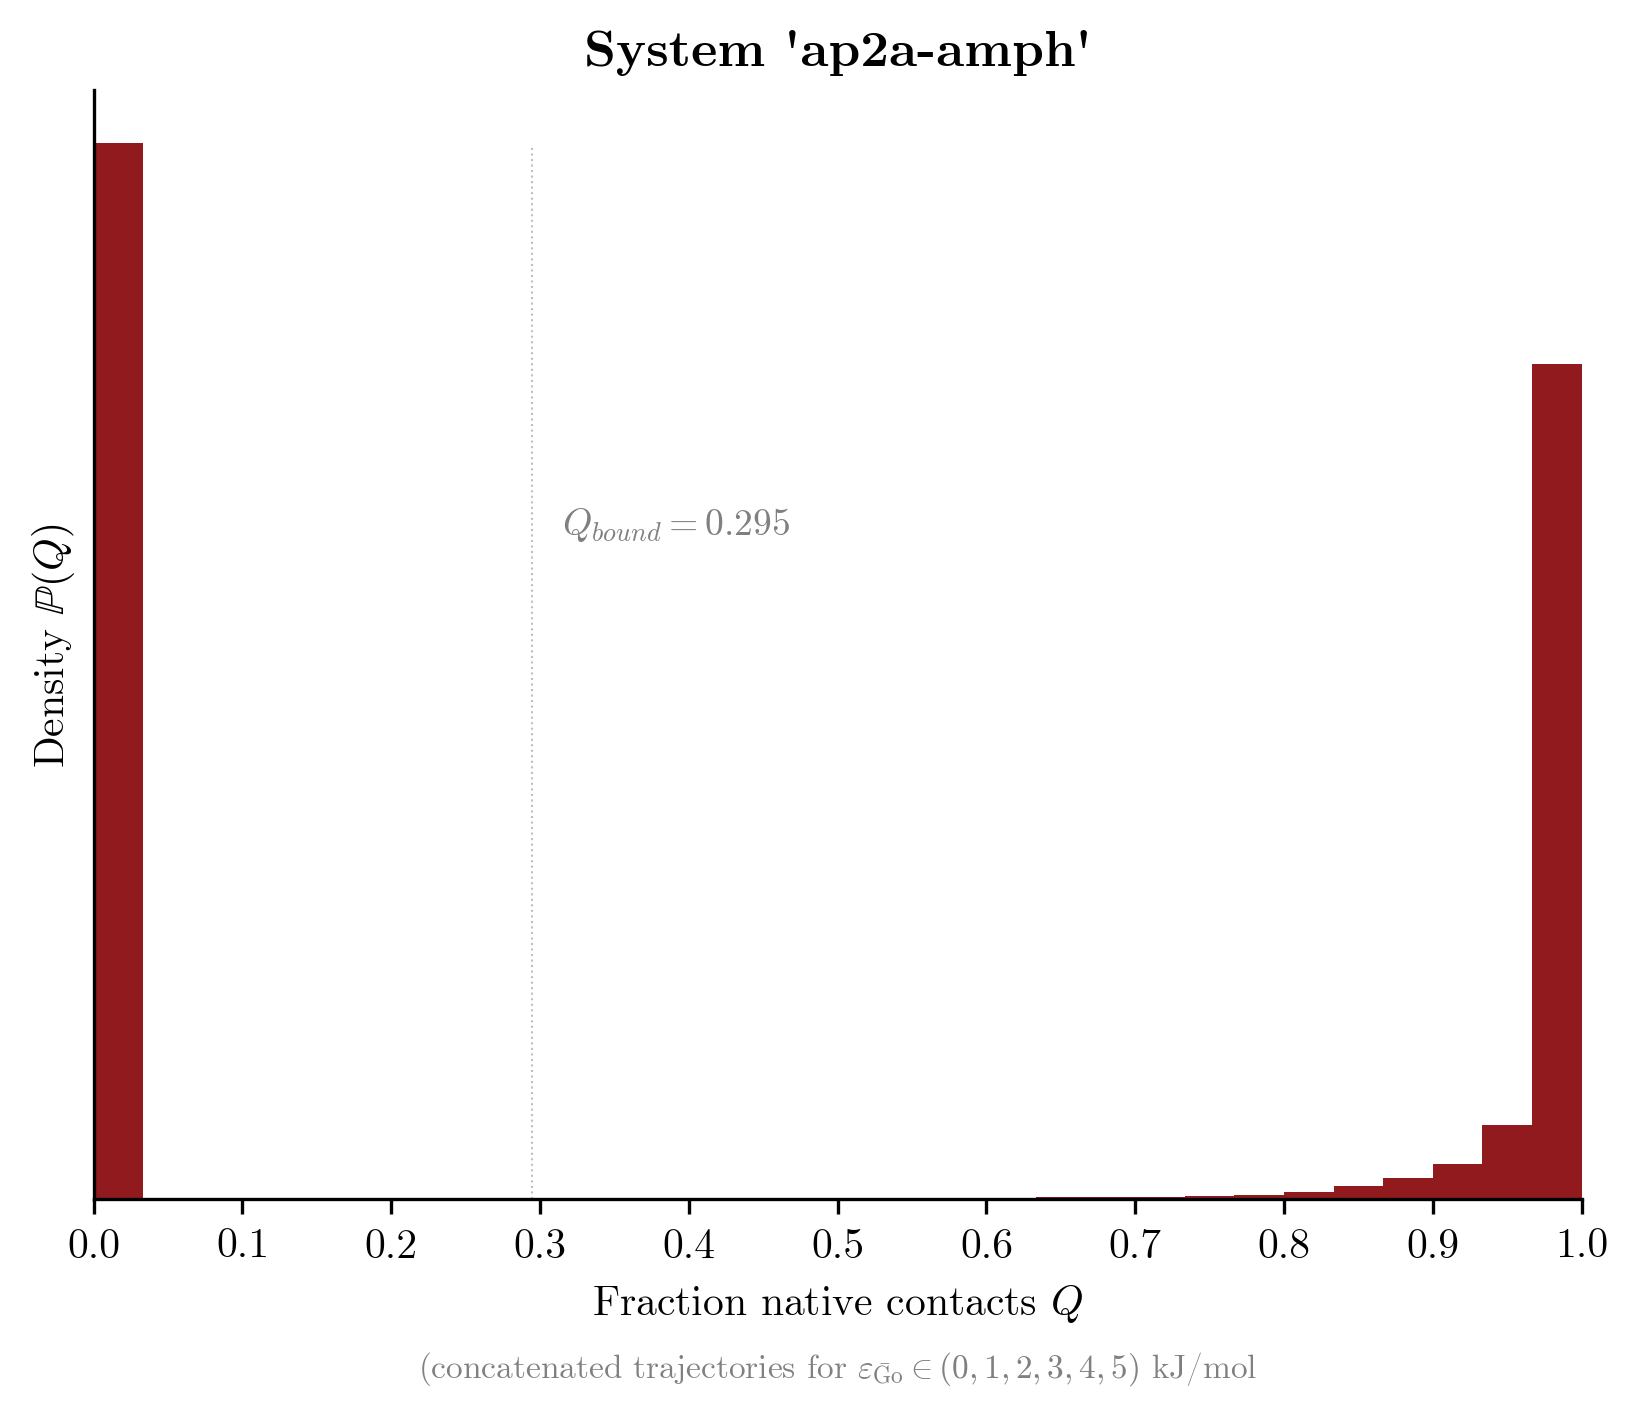 System 'ap2a-amph'
Density ℙ(Q)
Q_bound = 0.295
0.0 0.1 0.2 0.3 0.4 0.5 0.6 0.7 0.8 0.9 1.0
Fraction native contacts Q
(concatenated trajectories for ε_Ḡo ∈ (0, 1, 2, 3, 4, 5) kJ/mol